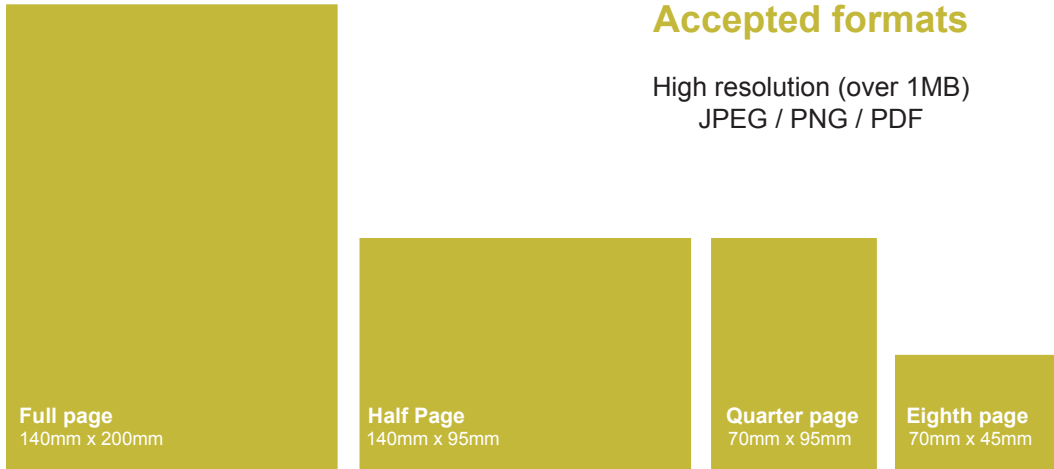 Accepted formats
High resolution (over 1MB)
JPEG / PNG / PDF
Full page
140mm x 200mm
Half Page
140mm x 95mm
Quarter page
70mm x 95mm
Eighth page
70mm x 45mm